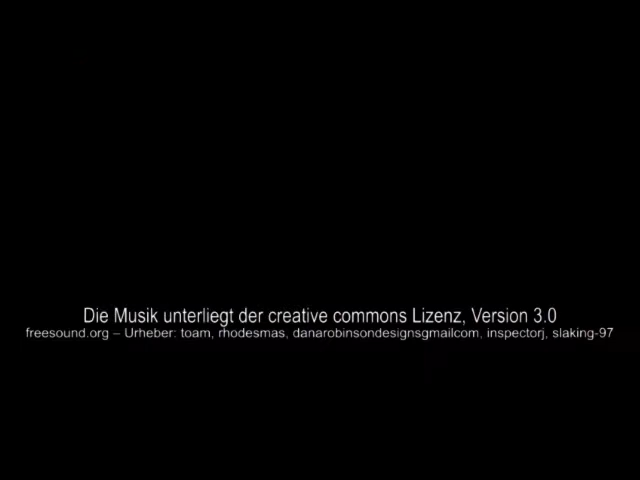 Die Musik unterliegt der creative commons Lizenz, Version 3.0
freesound.org – Urheber: toam, rhodesmas, danarobinsondesignsgmailcom, inspectorj, slaking-97